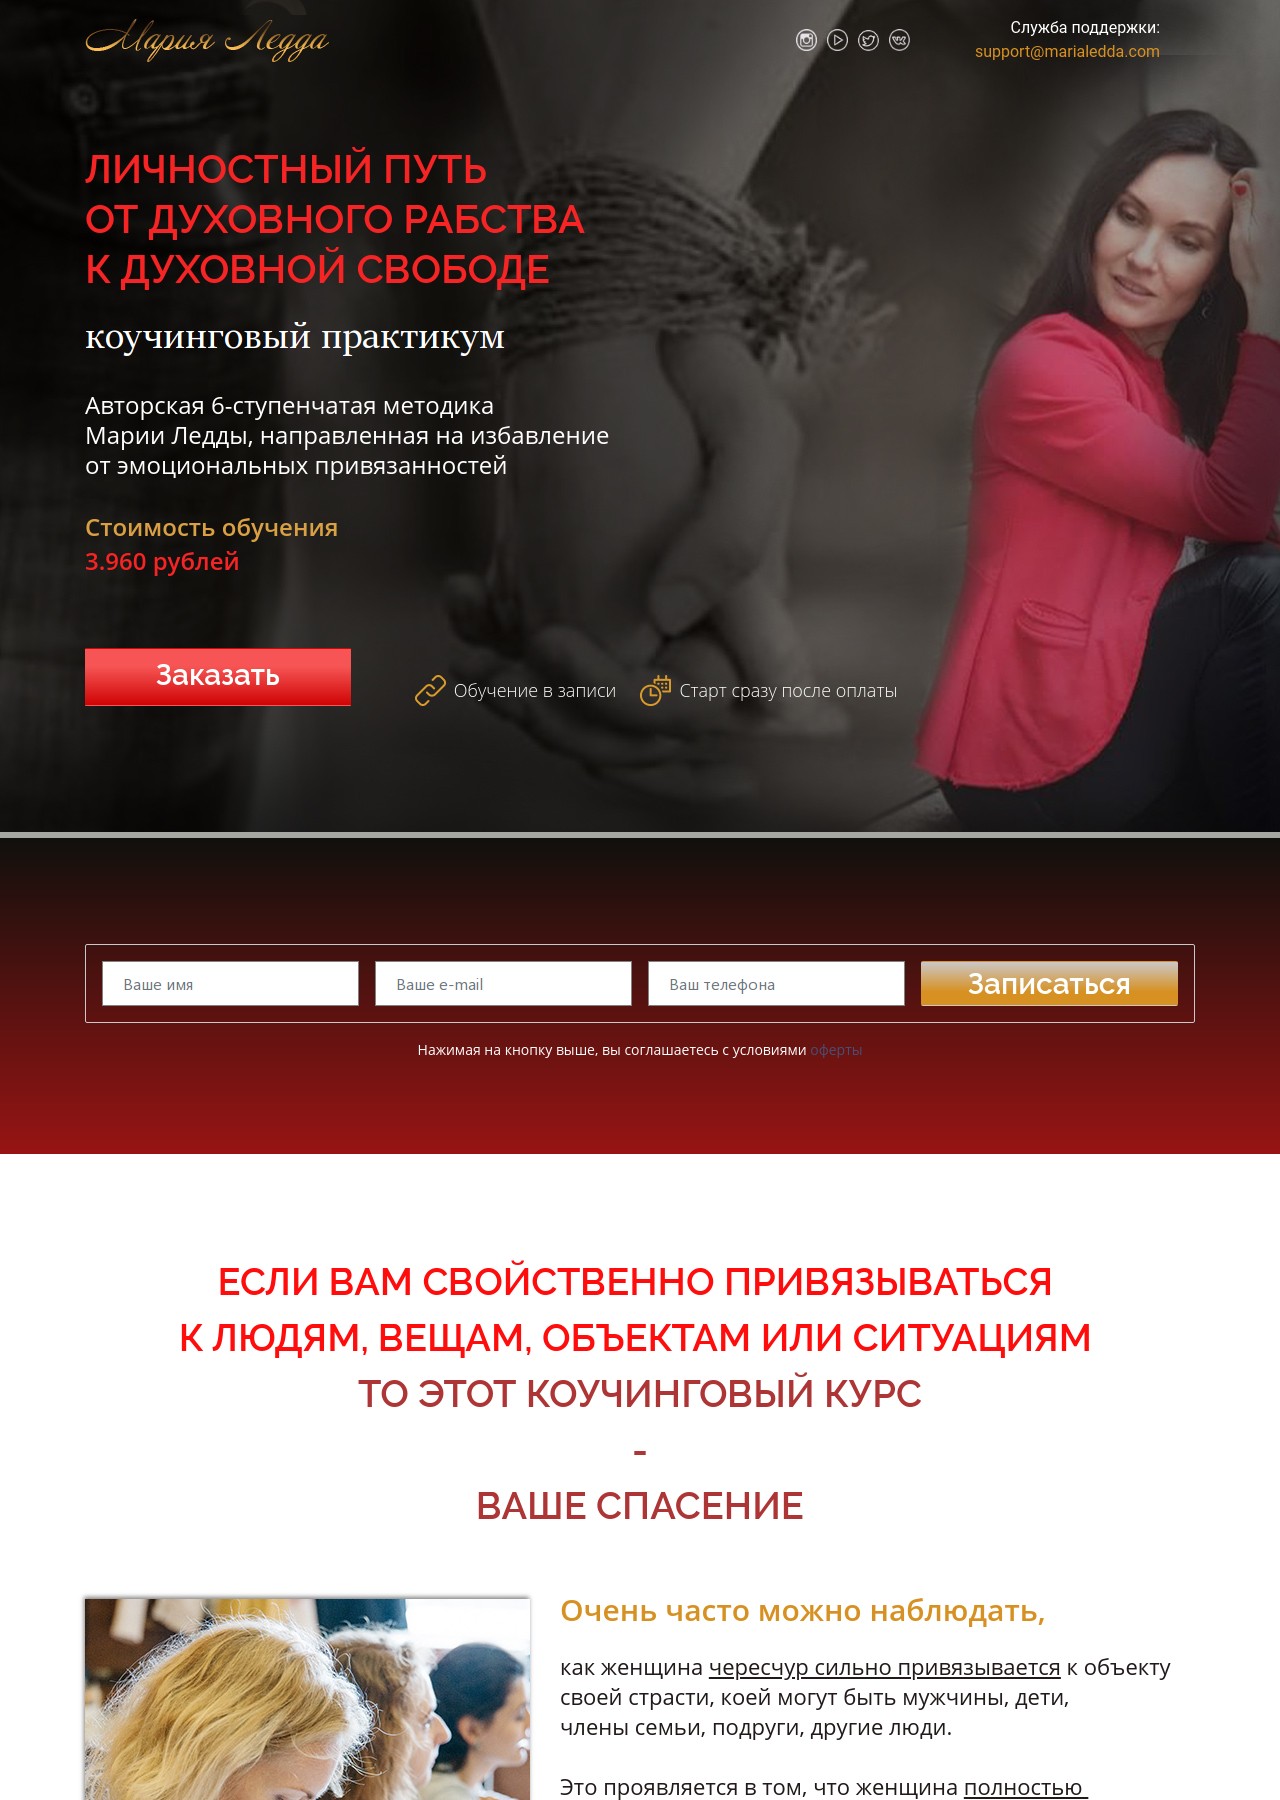 Мария Ледда
Служба поддержки:
support@marialedda.com
ЛИЧНОСТНЫЙ ПУТЬ
ОТ ДУХОВНОГО РАБСТВА
К ДУХОВНОЙ СВОБОДЕ
коучинговый практикум
Авторская 6-ступенчатая методика
Марии Ледды, направленная на избавление
от эмоциональных привязанностей
Стоимость обучения
3.960 рублей
Заказать
Обучение в записи
Старт сразу после оплаты
Ваше имя
Ваше e-mail
Ваш телефона
Записаться
Нажимая на кнопку выше, вы соглашаетесь с условиями оферты
ЕСЛИ ВАМ СВОЙСТВЕННО ПРИВЯЗЫВАТЬСЯ
К ЛЮДЯМ, ВЕЩАМ, ОБЪЕКТАМ ИЛИ СИТУАЦИЯМ
ТО ЭТОТ КОУЧИНГОВЫЙ КУРС
-
ВАШЕ СПАСЕНИЕ
Очень часто можно наблюдать,
как женщина чересчур сильно привязывается к объекту
своей страсти, коей могут быть мужчины, дети,
члены семьи, подруги, другие люди.
Это проявляется в том, что женщина полностью